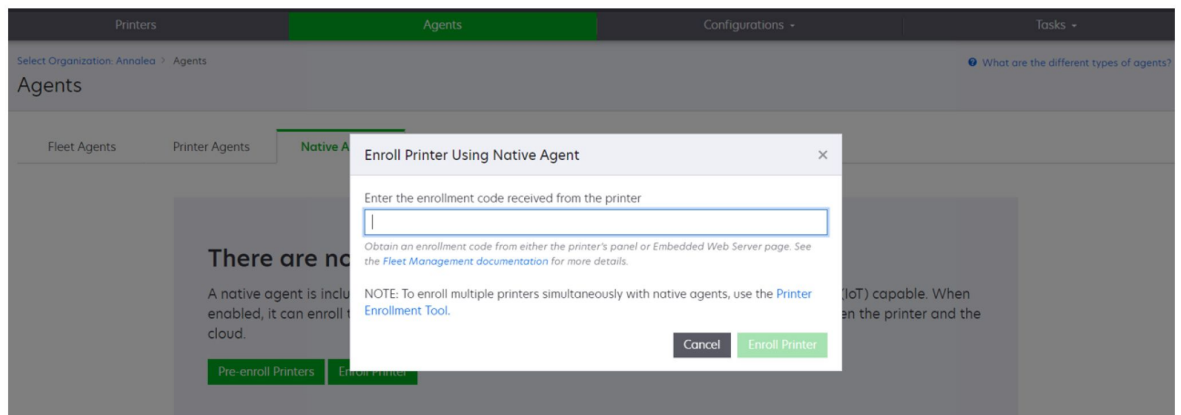 Printers Agents Configurations Tasks
Select Organization: Annalea > Agents
What are the different types of agents?
Agents
Fleet Agents Printer Agents Native A
Enroll Printer Using Native Agent
Enter the enrollment code received from the printer
Obtain an enrollment code from either the printer's panel or Embedded Web Server page. See
the Fleet Management documentation for more details.
NOTE: To enroll multiple printers simultaneously with native agents, use the Printer
Enrollment Tool.
Cancel Enroll Printer
There are no
A native agent is inclu (IoT) capable. When
enabled, it can enroll en the printer and the
cloud.
Pre-enroll Printers Enroll Printer